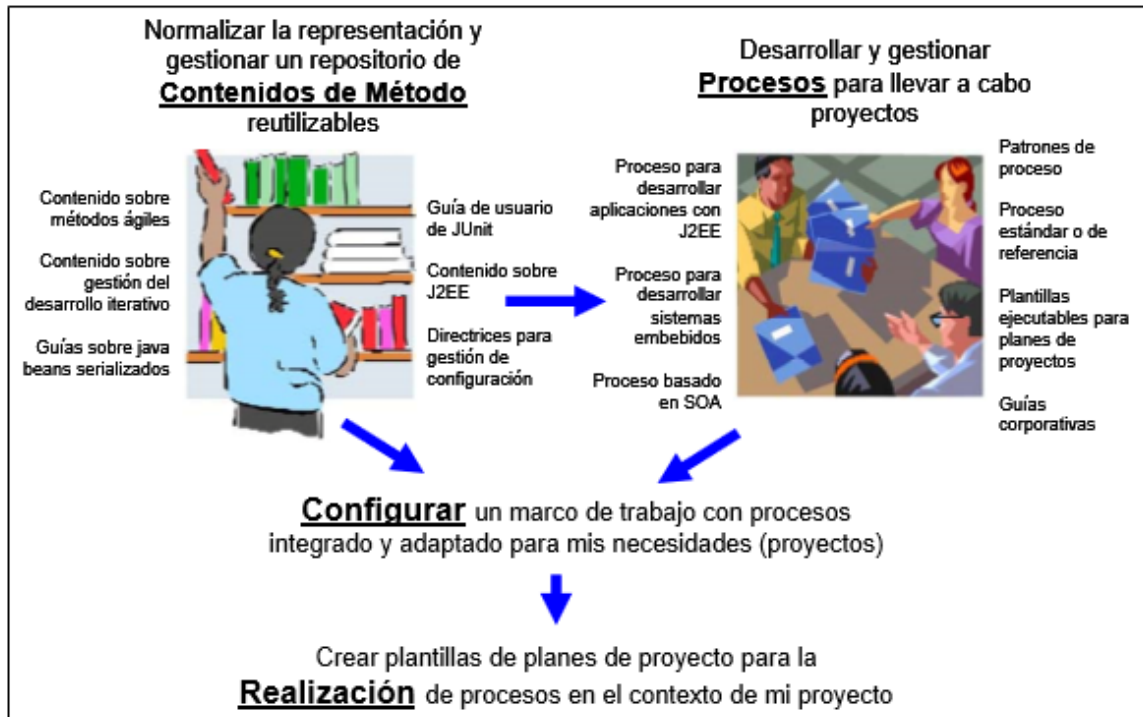 Normalizar la representación y
gestionar un repositorio de
Contenidos de Método
reutilizables
Contenido sobre
métodos ágiles
Contenido sobre
gestión del
desarrollo iterativo
Guías sobre java
beans serializados
Guía de usuario
de JUnit
Contenido sobre
J2EE
Directrices para
gestión de
configuración
Desarrollar y gestionar
Procesos para llevar a cabo
proyectos
Proceso para
desarrollar
aplicaciones con
J2EE
Proceso para
desarrollar
sistemas
embebidos
Proceso basado
en SOA
Patrones de
proceso
Proceso
estándar o de
referencia
Plantillas
ejecutables para
planes de
proyectos
Guías
corporativas
Configurar un marco de trabajo con procesos
integrado y adaptado para mis necesidades (proyectos)
Crear plantillas de planes de proyecto para la
Realización de procesos en el contexto de mi proyecto